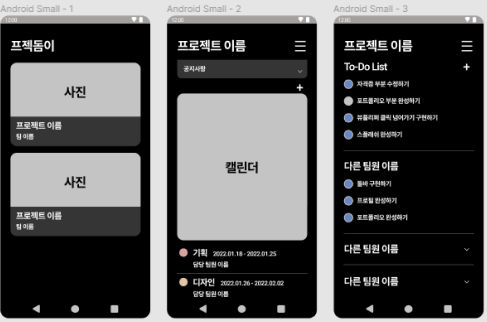 Android Small - 1
12:00
프젝돔이
사진
프로젝트 이름
팀 이름
사진
프로젝트 이름
팀 이름
Android Small - 2
12:00
프로젝트 이름
공지사항
+
캘린더
기획 2022.01.18 - 2022.01.25
담당 팀원 이름
디자인 2022.01.26 - 2022.02.02
담당 팀원 이름
Android Small - 3
12:00
프로젝트 이름
To-Do List +
자격증 부분 수정하기
포트폴리오 부분 완성하기
뷰플리퍼 클릭 넘어가기 구현하기
스플래쉬 완성하기
다른 팀원 이름
툴바 구현하기
프로필 완성하기
포트폴리오 완성하기
다른 팀원 이름
다른 팀원 이름